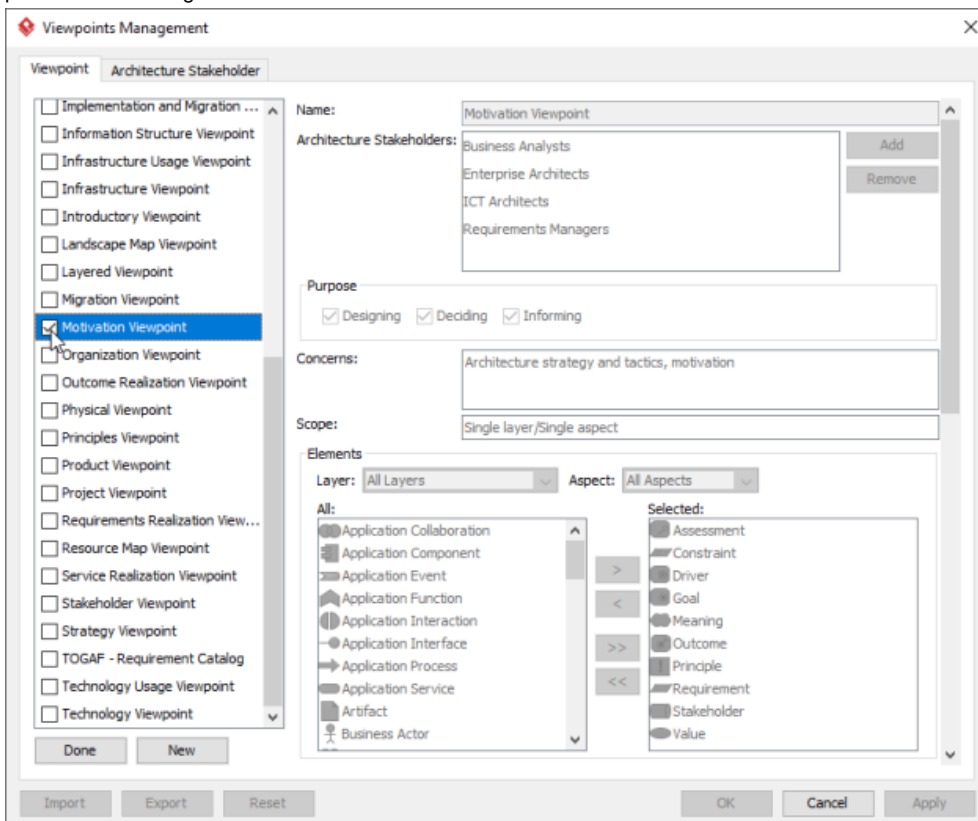 Viewpoints Management
Viewpoint
Architecture Stakeholder
Implementation and Migration ...
Information Structure Viewpoint
Infrastructure Usage Viewpoint
Infrastructure Viewpoint
Introductory Viewpoint
Landscape Map Viewpoint
Layered Viewpoint
Migration Viewpoint
Motivation Viewpoint
Organization Viewpoint
Outcome Realization Viewpoint
Physical Viewpoint
Principles Viewpoint
Product Viewpoint
Project Viewpoint
Requirements Realization View...
Resource Map Viewpoint
Service Realization Viewpoint
Stakeholder Viewpoint
Strategy Viewpoint
TOGAF - Requirement Catalog
Technology Usage Viewpoint
Technology Viewpoint
Done
New
Name:
Motivation Viewpoint
Architecture Stakeholders:
Business Analysts
Enterprise Architects
ICT Architects
Requirements Managers
Add
Remove
Purpose
Designing
Deciding
Informing
Concerns:
Architecture strategy and tactics, motivation
Scope:
Single layer/Single aspect
Elements
Layer:
All Layers
Aspect:
All Aspects
All:
Application Collaboration
Application Component
Application Event
Application Function
Application Interaction
Application Interface
Application Process
Application Service
Artifact
Business Actor
>
<
>>
<<
Selected:
Assessment
Constraint
Driver
Goal
Meaning
Outcome
Principle
Requirement
Stakeholder
Value
Import
Export
Reset
OK
Cancel
Apply